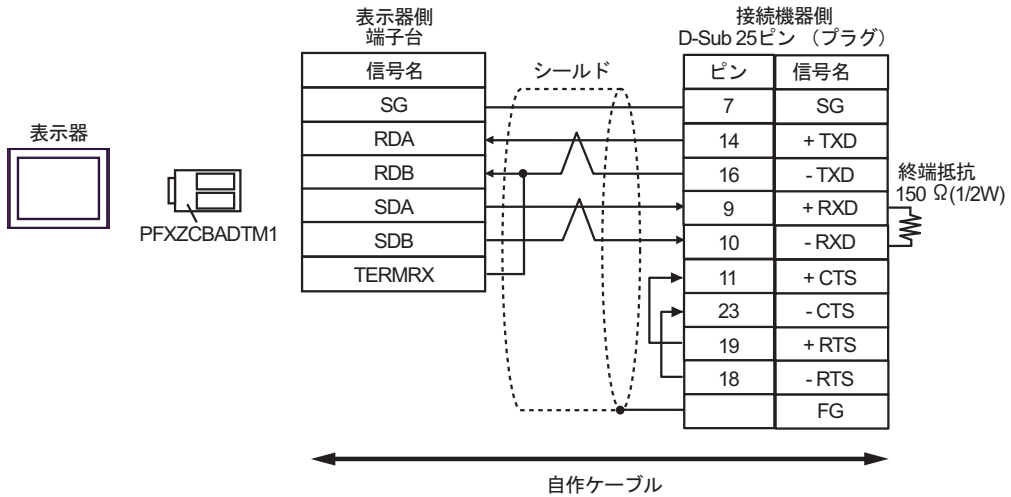 表示器側
端子台
接続機器側
D-Sub 25ピン （プラグ）
信号名
シールド
ピン
信号名
SG
7
SG
表示器
RDA
14
+ TXD
RDB
16
- TXD
終端抵抗
150 Ω(1/2W)
SDA
9
+ RXD
PFXZCBADTM1
SDB
10
- RXD
TERMRX
11
+ CTS
23
- CTS
19
+ RTS
18
- RTS
FG
自作ケーブル